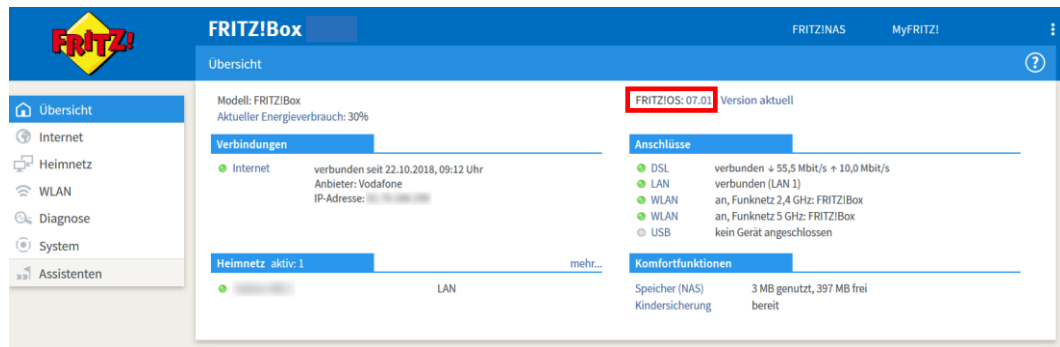 FRITZ!
FRITZ!Box
FRITZ!NAS
MyFRITZ!
Übersicht
?
Übersicht
Internet
Heimnetz
WLAN
Diagnose
System
Assistenten
Modell: FRITZ!Box
Aktueller Energieverbrauch: 30%
FRITZ!OS: 07.01 Version aktuell
Verbindungen
Internet verbunden seit 22.10.2018, 09:12 Uhr
Anbieter: Vodafone
IP-Adresse:
Anschlüsse
DSL verbunden ↓ 55,5 Mbit/s ↑ 10,0 Mbit/s
LAN verbunden (LAN 1)
WLAN an, Funknetz 2,4 GHz: FRITZ!Box
WLAN an, Funknetz 5 GHz: FRITZ!Box
USB kein Gerät angeschlossen
Heimnetz aktiv: 1 mehr...
LAN
Komfortfunktionen
Speicher (NAS) 3 MB genutzt, 397 MB frei
Kindersicherung bereit